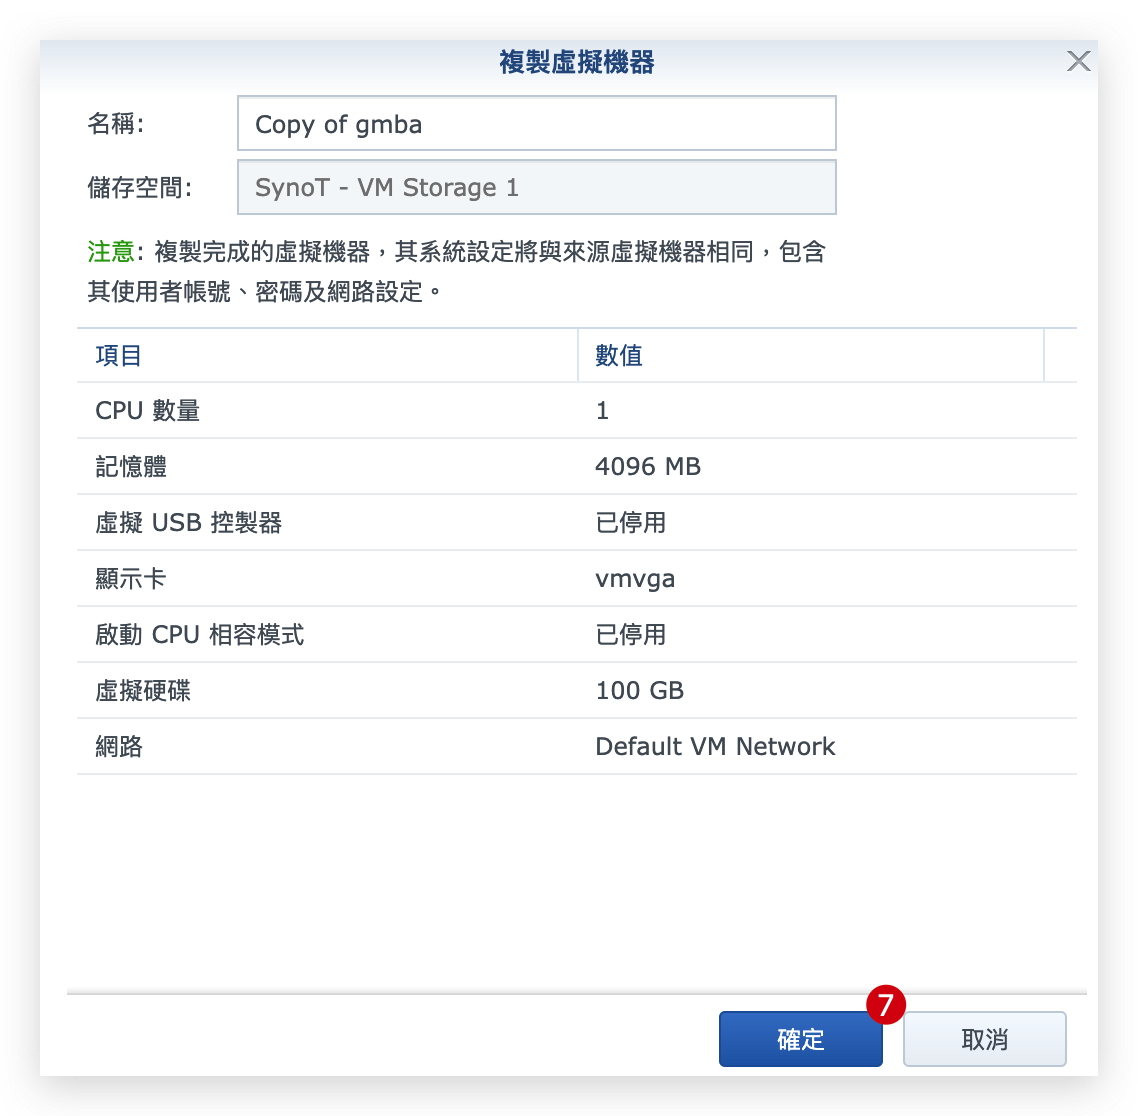 複製虛擬機器
名稱: Copy of gmba
儲存空間: SynoT - VM Storage 1
注意: 複製完成的虛擬機器，其系統設定將與來源虛擬機器相同，包含
其使用者帳號、密碼及網路設定。
項目 數值
CPU 數量 1
記憶體 4096 MB
虛擬 USB 控製器 已停用
顯示卡 vmvga
啟動 CPU 相容模式 已停用
虛擬硬碟 100 GB
網路 Default VM Network
7
確定 取消